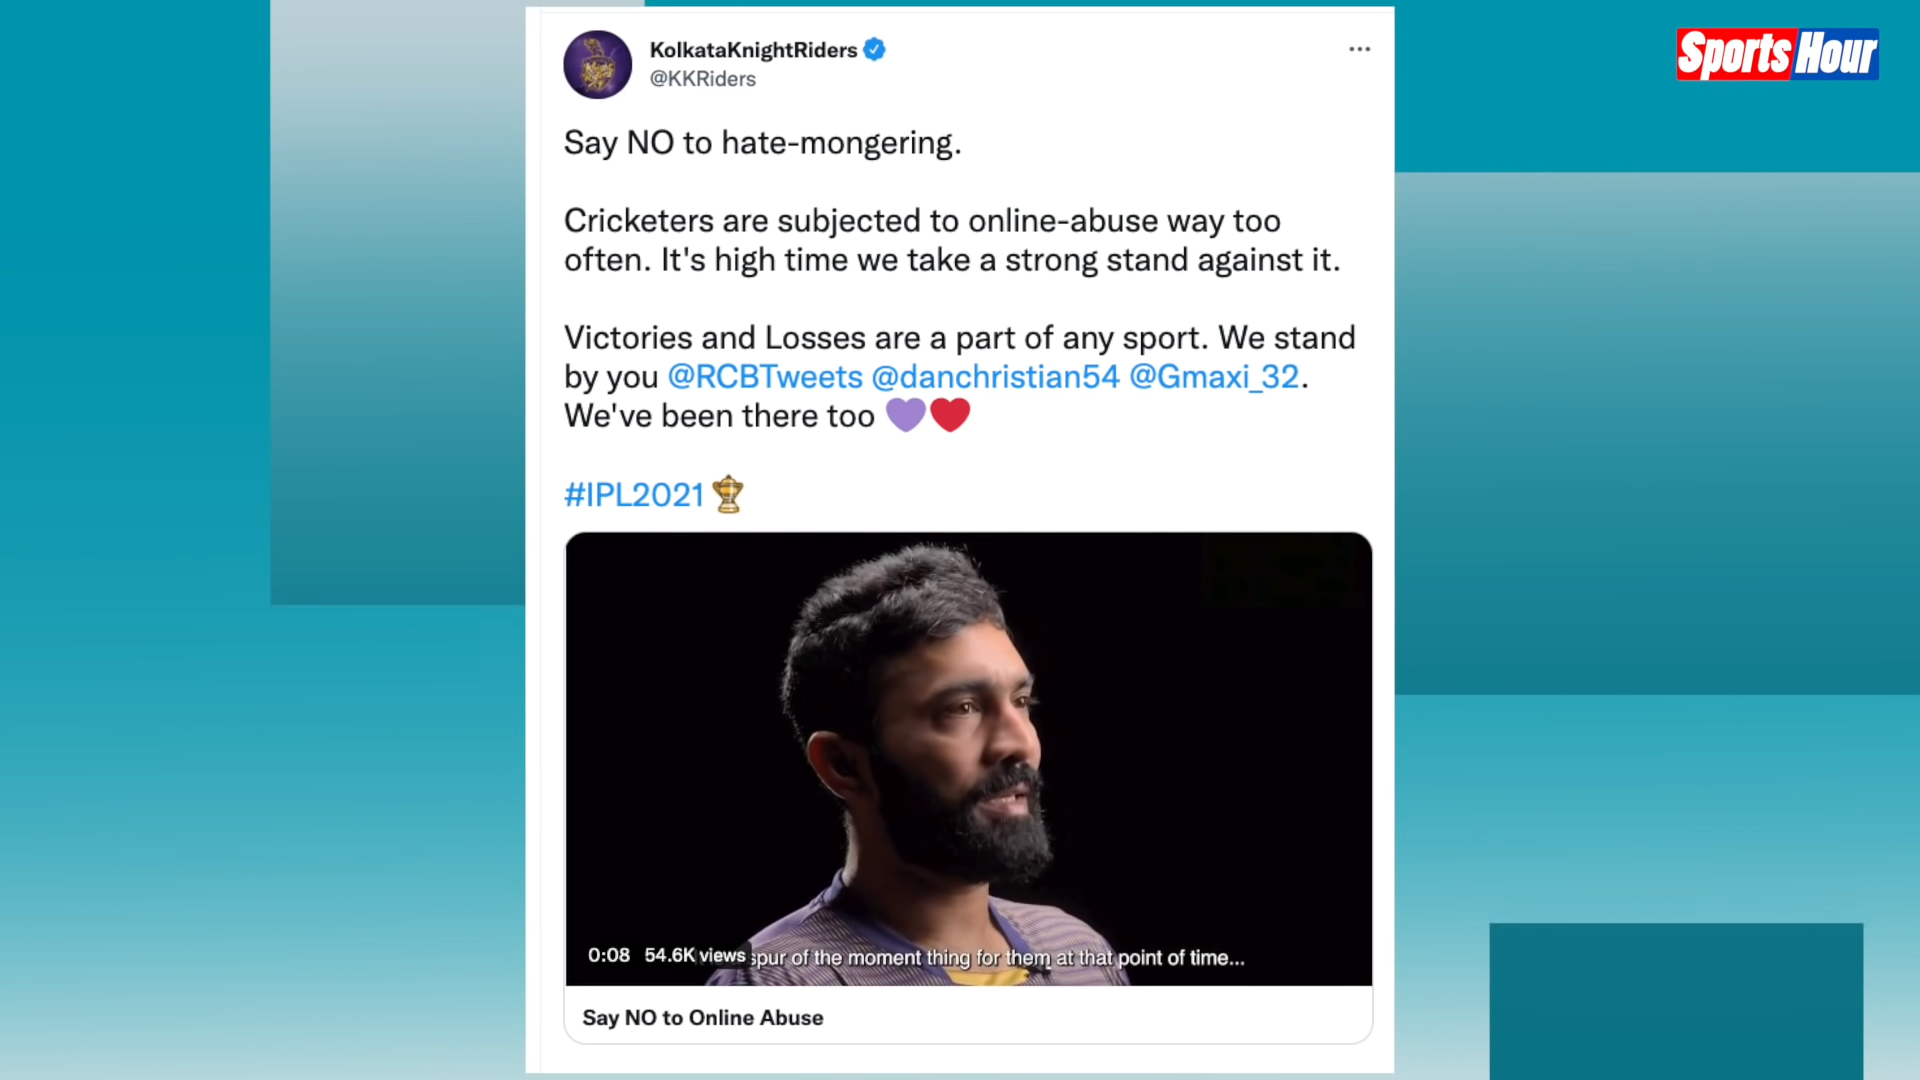 Sports Hour
KolkataKnightRiders
@KKRiders
Say NO to hate-mongering.
Cricketers are subjected to online-abuse way too
often. It's high time we take a strong stand against it.
Victories and Losses are a part of any sport. We stand
by you @RCBTweets @danchristian54 @Gmaxi_32.
We've been there too 💜❤️
#IPL2021🏆
0:08 54.6K views
spur of the moment thing for them at that point of time...
Say NO to Online Abuse